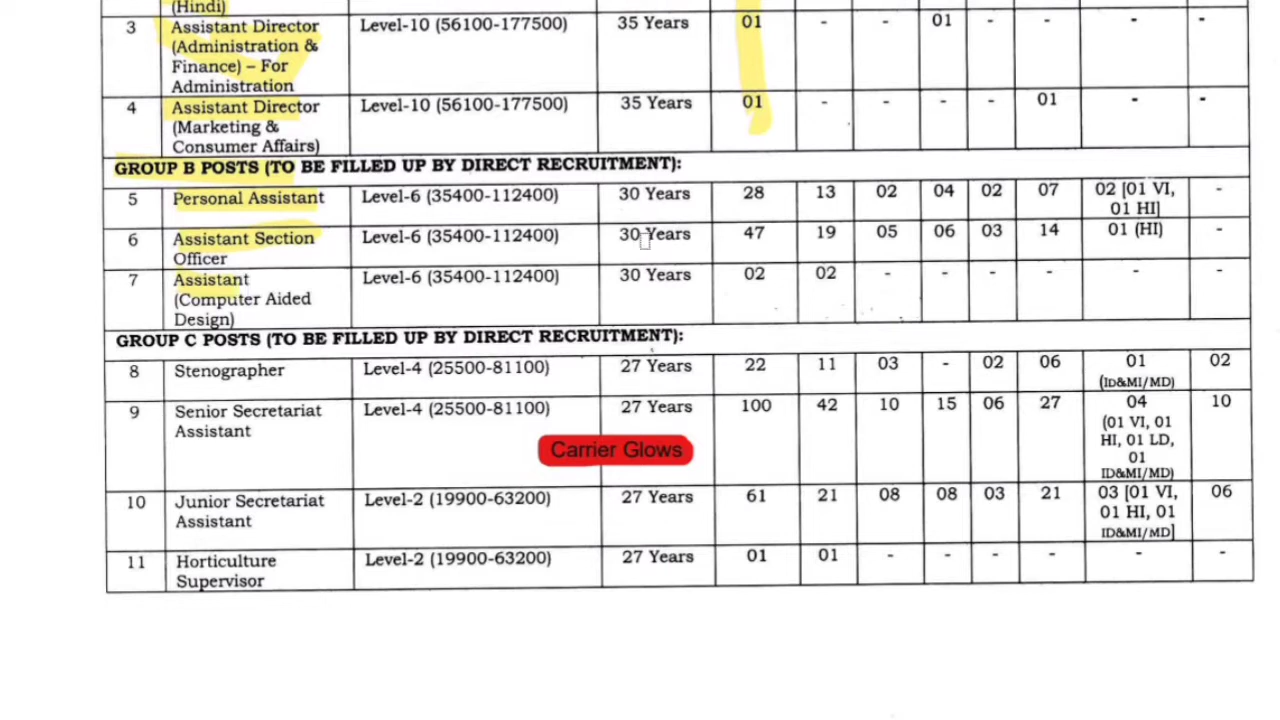 (Hindi)
3 Assistant Director Level-10 (56100-177500) 35 Years 01 - - 01 - - - -
(Administration &
Finance) – For
Administration
4 Assistant Director Level-10 (56100-177500) 35 Years 01 - - - - 01 - -
(Marketing &
Consumer Affairs)
GROUP B POSTS (TO BE FILLED UP BY DIRECT RECRUITMENT):
5 Personal Assistant Level-6 (35400-112400) 30 Years 28 13 02 04 02 07 02 [01 VI, -
01 HI]
6 Assistant Section Level-6 (35400-112400) 30 Years 47 19 05 06 03 14 01 (HI) -
Officer
7 Assistant Level-6 (35400-112400) 30 Years 02 02 - - - - - -
(Computer Aided
Design)
GROUP C POSTS (TO BE FILLED UP BY DIRECT RECRUITMENT):
8 Stenographer Level-4 (25500-81100) 27 Years 22 11 03 - 02 06 01 02
(ID&MI/MD)
9 Senior Secretariat Level-4 (25500-81100) 27 Years 100 42 10 15 06 27 04 10
Assistant (01 VI, 01
HI, 01 LD,
Carrier Glows 01
ID&MI/MD)
10 Junior Secretariat Level-2 (19900-63200) 27 Years 61 21 08 08 03 21 03 [01 VI, 06
Assistant 01 HI, 01
ID&MI/MD]
11 Horticulture Level-2 (19900-63200) 27 Years 01 01 - - - - - -
Supervisor